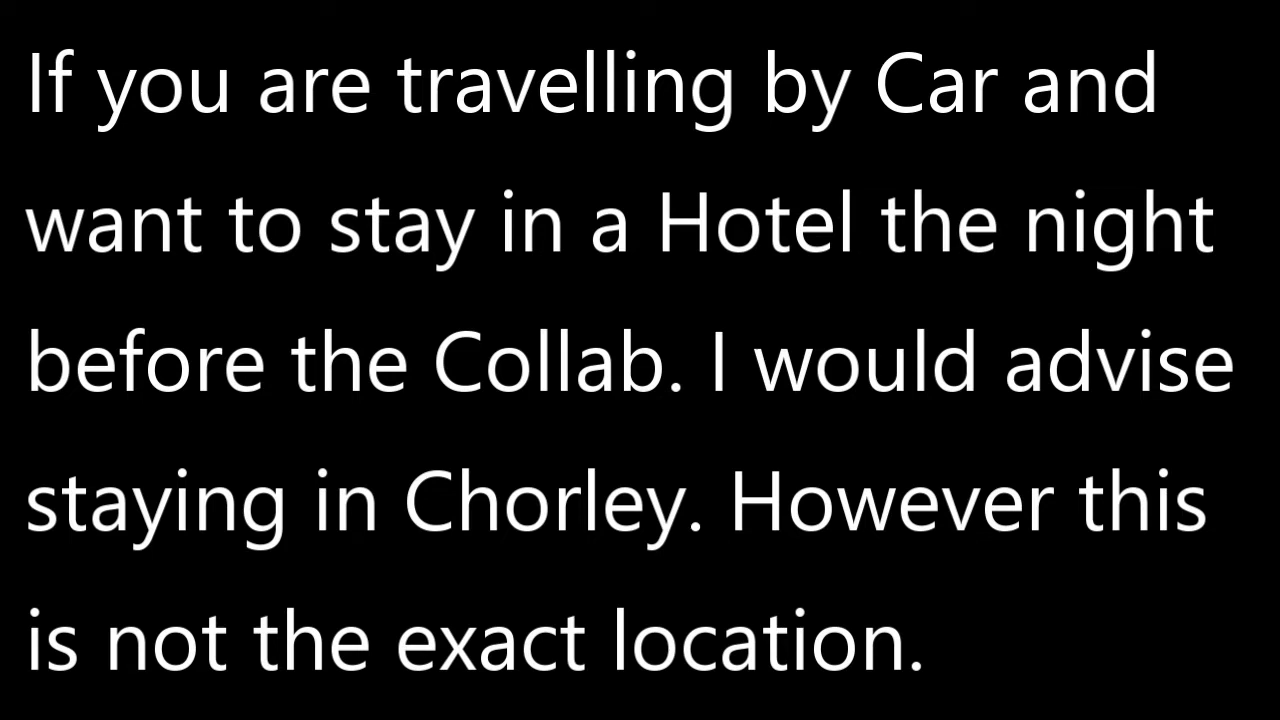 If you are travelling by Car and
want to stay in a Hotel the night
before the Collab. I would advise
staying in Chorley. However this
is not the exact location.